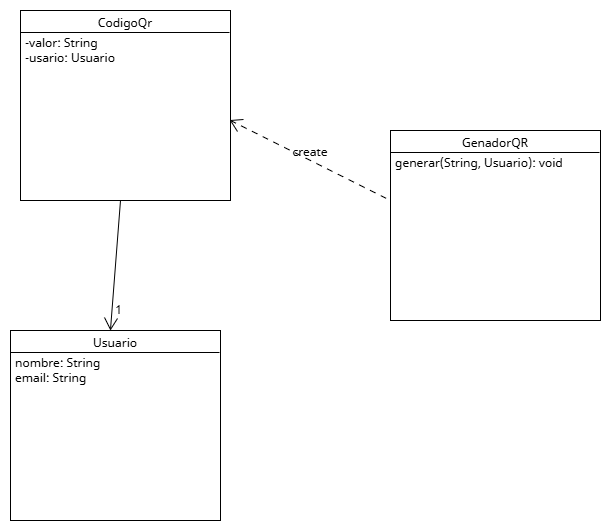 CodigoQr
-valor: String
-usario: Usuario
create
GenadorQR
generar(String, Usuario): void
1
Usuario
nombre: String
email: String